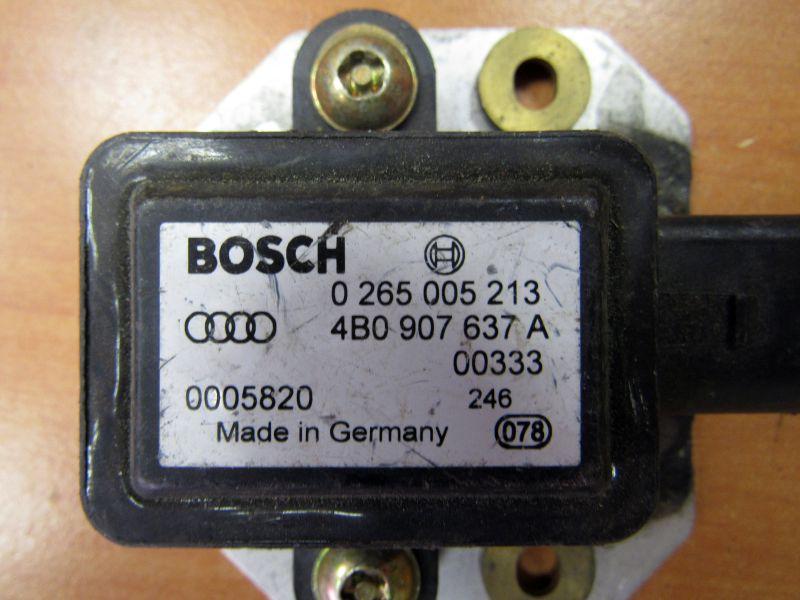 BOSCH
0 265 005 213
4B0 907 637 A
00333
0005820 246
Made in Germany 078